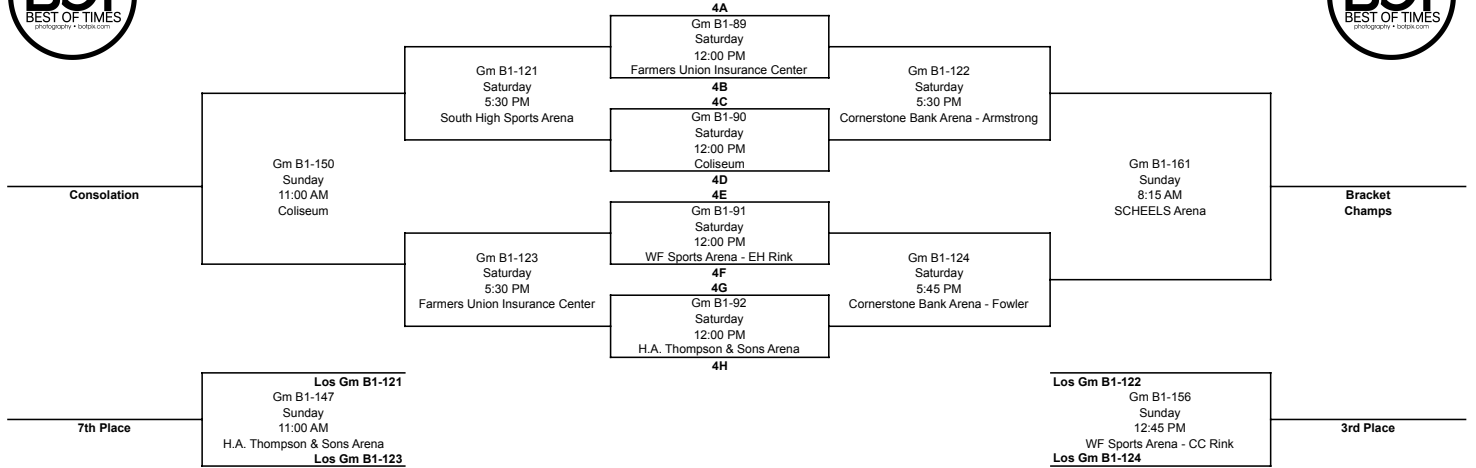 BOT
BEST OF TIMES
photography • botpix.com
BOT
BEST OF TIMES
photography • botpix.com
4A
Gm B1-89
Saturday
12:00 PM
Farmers Union Insurance Center
4B
Gm B1-121
Saturday
5:30 PM
South High Sports Arena
Gm B1-122
Saturday
5:30 PM
Cornerstone Bank Arena - Armstrong
4C
Gm B1-90
Saturday
12:00 PM
Coliseum
4D
Gm B1-150
Sunday
11:00 AM
Coliseum
Consolation
Gm B1-161
Sunday
8:15 AM
SCHEELS Arena
Bracket
Champs
4E
Gm B1-91
Saturday
12:00 PM
WF Sports Arena - EH Rink
4F
Gm B1-123
Saturday
5:30 PM
Farmers Union Insurance Center
Gm B1-124
Saturday
5:45 PM
Cornerstone Bank Arena - Fowler
4G
Gm B1-92
Saturday
12:00 PM
H.A. Thompson & Sons Arena
4H
Los Gm B1-121
Gm B1-147
Sunday
11:00 AM
H.A. Thompson & Sons Arena
Los Gm B1-123
7th Place
Los Gm B1-122
Gm B1-156
Sunday
12:45 PM
WF Sports Arena - CC Rink
Los Gm B1-124
3rd Place